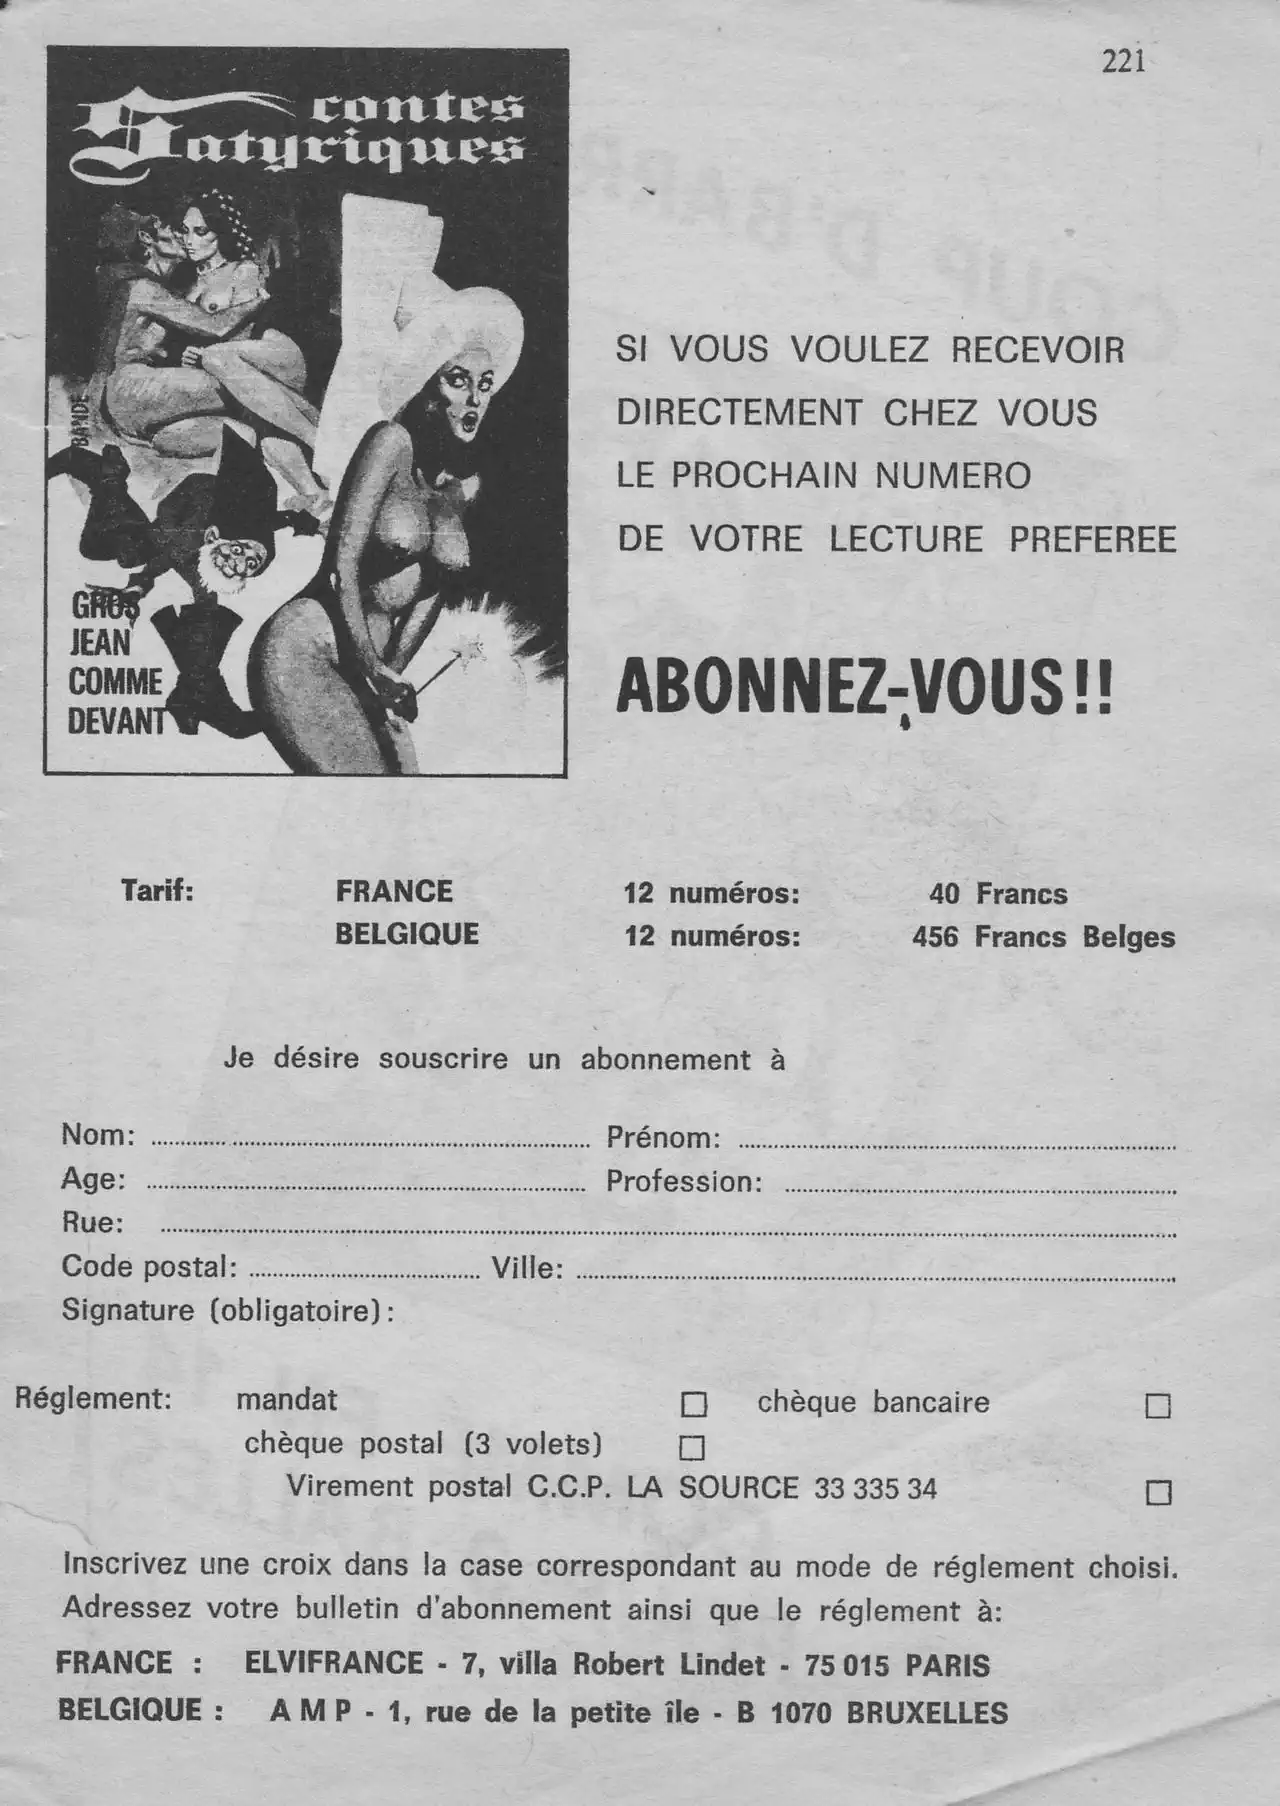 221
contes
Satyriques
BANDE
GROS
JEAN
COMME
DEVANT
SI VOUS VOULEZ RECEVOIR
DIRECTEMENT CHEZ VOUS
LE PROCHAIN NUMERO
DE VOTRE LECTURE PREFEREE
ABONNEZ-VOUS!!
Tarif: FRANCE 12 numéros: 40 Francs
BELGIQUE 12 numéros: 456 Francs Belges
Je désire souscrire un abonnement à
Nom: Prénom:
Age: Profession:
Rue:
Code postal: Ville:
Signature (obligatoire):
Réglement: mandat □ chèque bancaire □
chèque postal (3 volets) □
Virement postal C.C.P. LA SOURCE 33 335 34 □
Inscrivez une croix dans la case correspondant au mode de réglement choisi.
Adressez votre bulletin d'abonnement ainsi que le réglement à:
FRANCE : ELVIFRANCE - 7, villa Robert Lindet - 75 015 PARIS
BELGIQUE : A M P - 1, rue de la petite île - B 1070 BRUXELLES